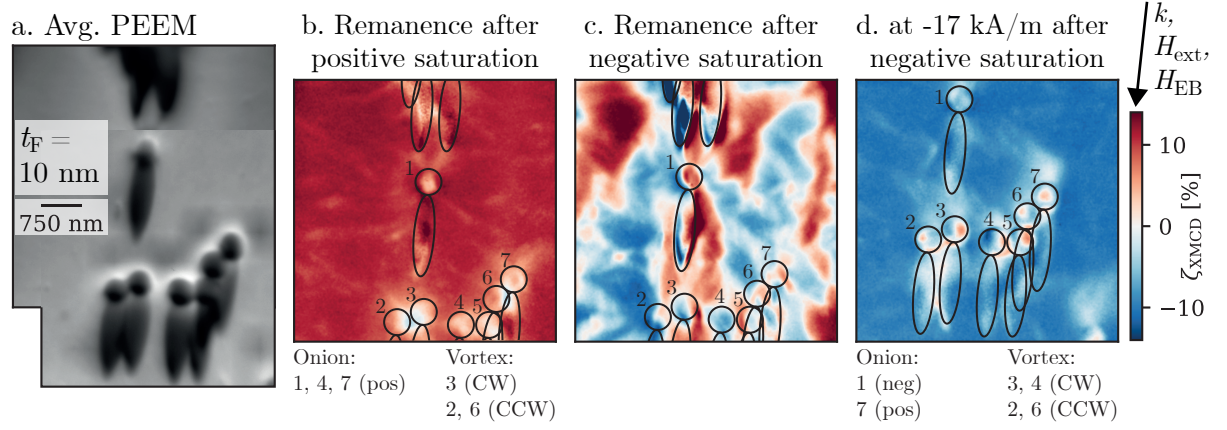 a. Avg. PEEM
t_F =
10 nm
750 nm
b. Remanence after
positive saturation
1
2
3
4
5
6
7
Onion:
1, 4, 7 (pos)
Vortex:
3 (CW)
2, 6 (CCW)
c. Remanence after
negative saturation
1
2
3
4
5
6
7
d. at -17 kA/m after
negative saturation
1
2
3
4
5
6
7
Onion:
1 (neg)
7 (pos)
Vortex:
3, 4 (CW)
2, 6 (CCW)
k,
H_ext,
H_EB
10
0
−10
ζ_XMCD [%]